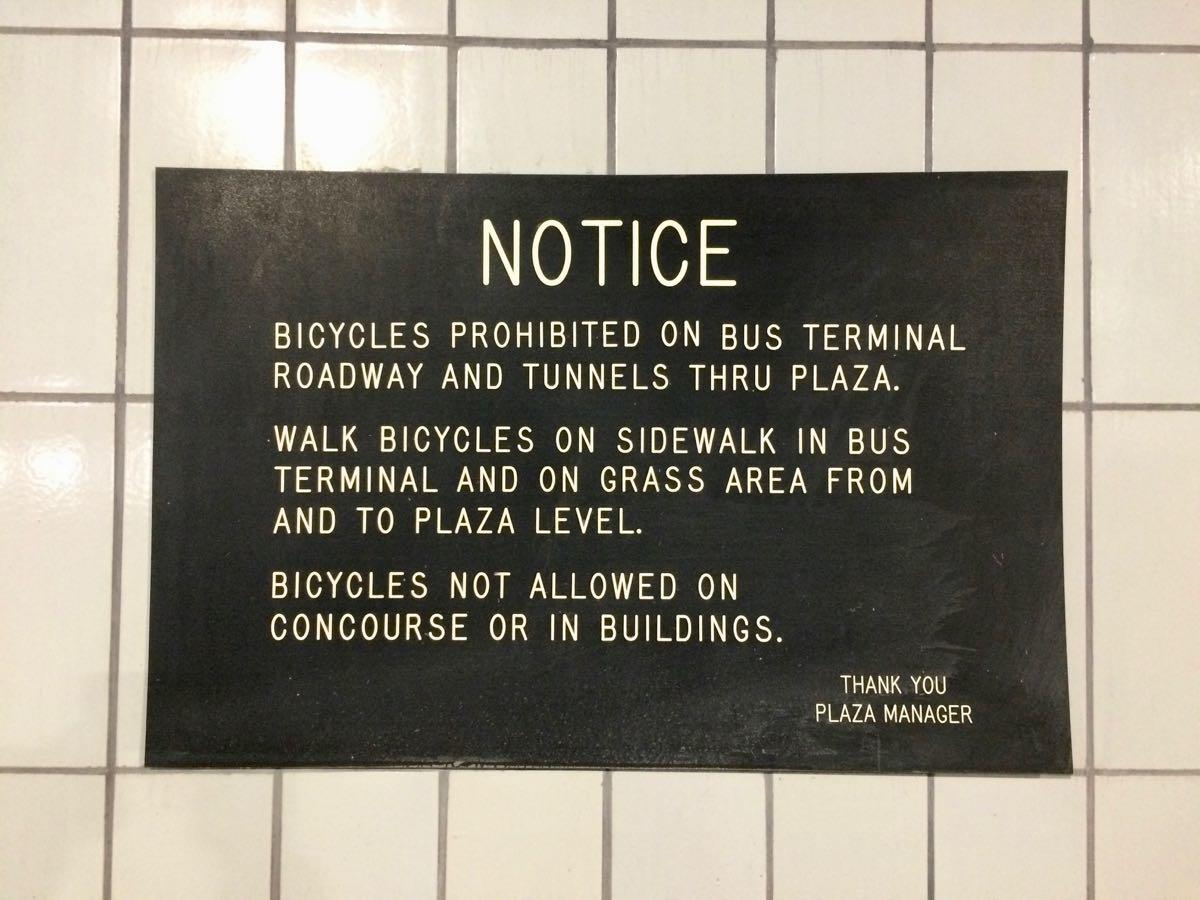 NOTICE
BICYCLES PROHIBITED ON BUS TERMINAL
ROADWAY AND TUNNELS THRU PLAZA.
WALK BICYCLES ON SIDEWALK IN BUS
TERMINAL AND ON GRASS AREA FROM
AND TO PLAZA LEVEL.
BICYCLES NOT ALLOWED ON
CONCOURSE OR IN BUILDINGS.
THANK YOU
PLAZA MANAGER